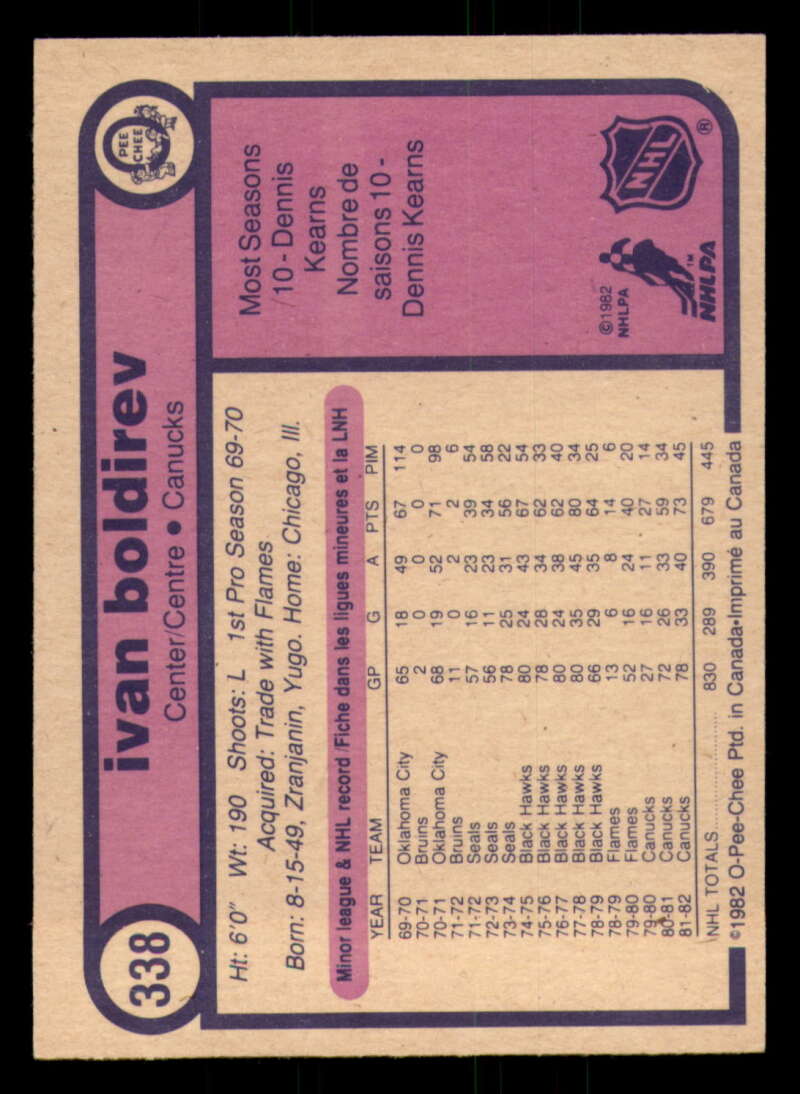 338
ivan boldirev
Center/Centre • Canucks
O
PEE
CHEE
Ht: 6'0" Wt: 190 Shoots: L 1st Pro Season 69-70
Acquired: Trade with Flames
Born: 8-15-49, Zranjanin, Yugo. Home: Chicago, Ill.
Minor league & NHL record/Fiche dans les ligues mineures et la LNH
YEAR TEAM GP G A PTS PIM
69-70 Oklahoma City 65 18 49 67 114
70-71 Bruins 2 0 0 0 0
70-71 Oklahoma City 68 19 52 71 98
71-72 Bruins 11 0 2 2 6
71-72 Seals 57 16 23 39 54
72-73 Seals 56 11 23 34 58
73-74 Seals 78 25 31 56 22
74-75 Black Hawks 80 24 43 67 54
75-76 Black Hawks 78 28 34 62 33
76-77 Black Hawks 80 24 38 62 40
77-78 Black Hawks 80 35 45 80 34
78-79 Black Hawks 66 29 35 64 25
78-79 Flames 13 6 8 14 6
79-80 Flames 52 16 24 40 20
79-80 Canucks 27 16 11 27 14
80-81 Canucks 72 26 33 59 34
81-82 Canucks 78 33 40 73 45
NHL TOTALS .................... 830 289 390 679 445
©1982 O-Pee-Chee Ptd. in Canada•Imprimé au Canada
Most Seasons
10 - Dennis
Kearns
Nombre de
saisons 10 -
Dennis Kearns
©1982
NHLPA
NHLPA™
NHL®